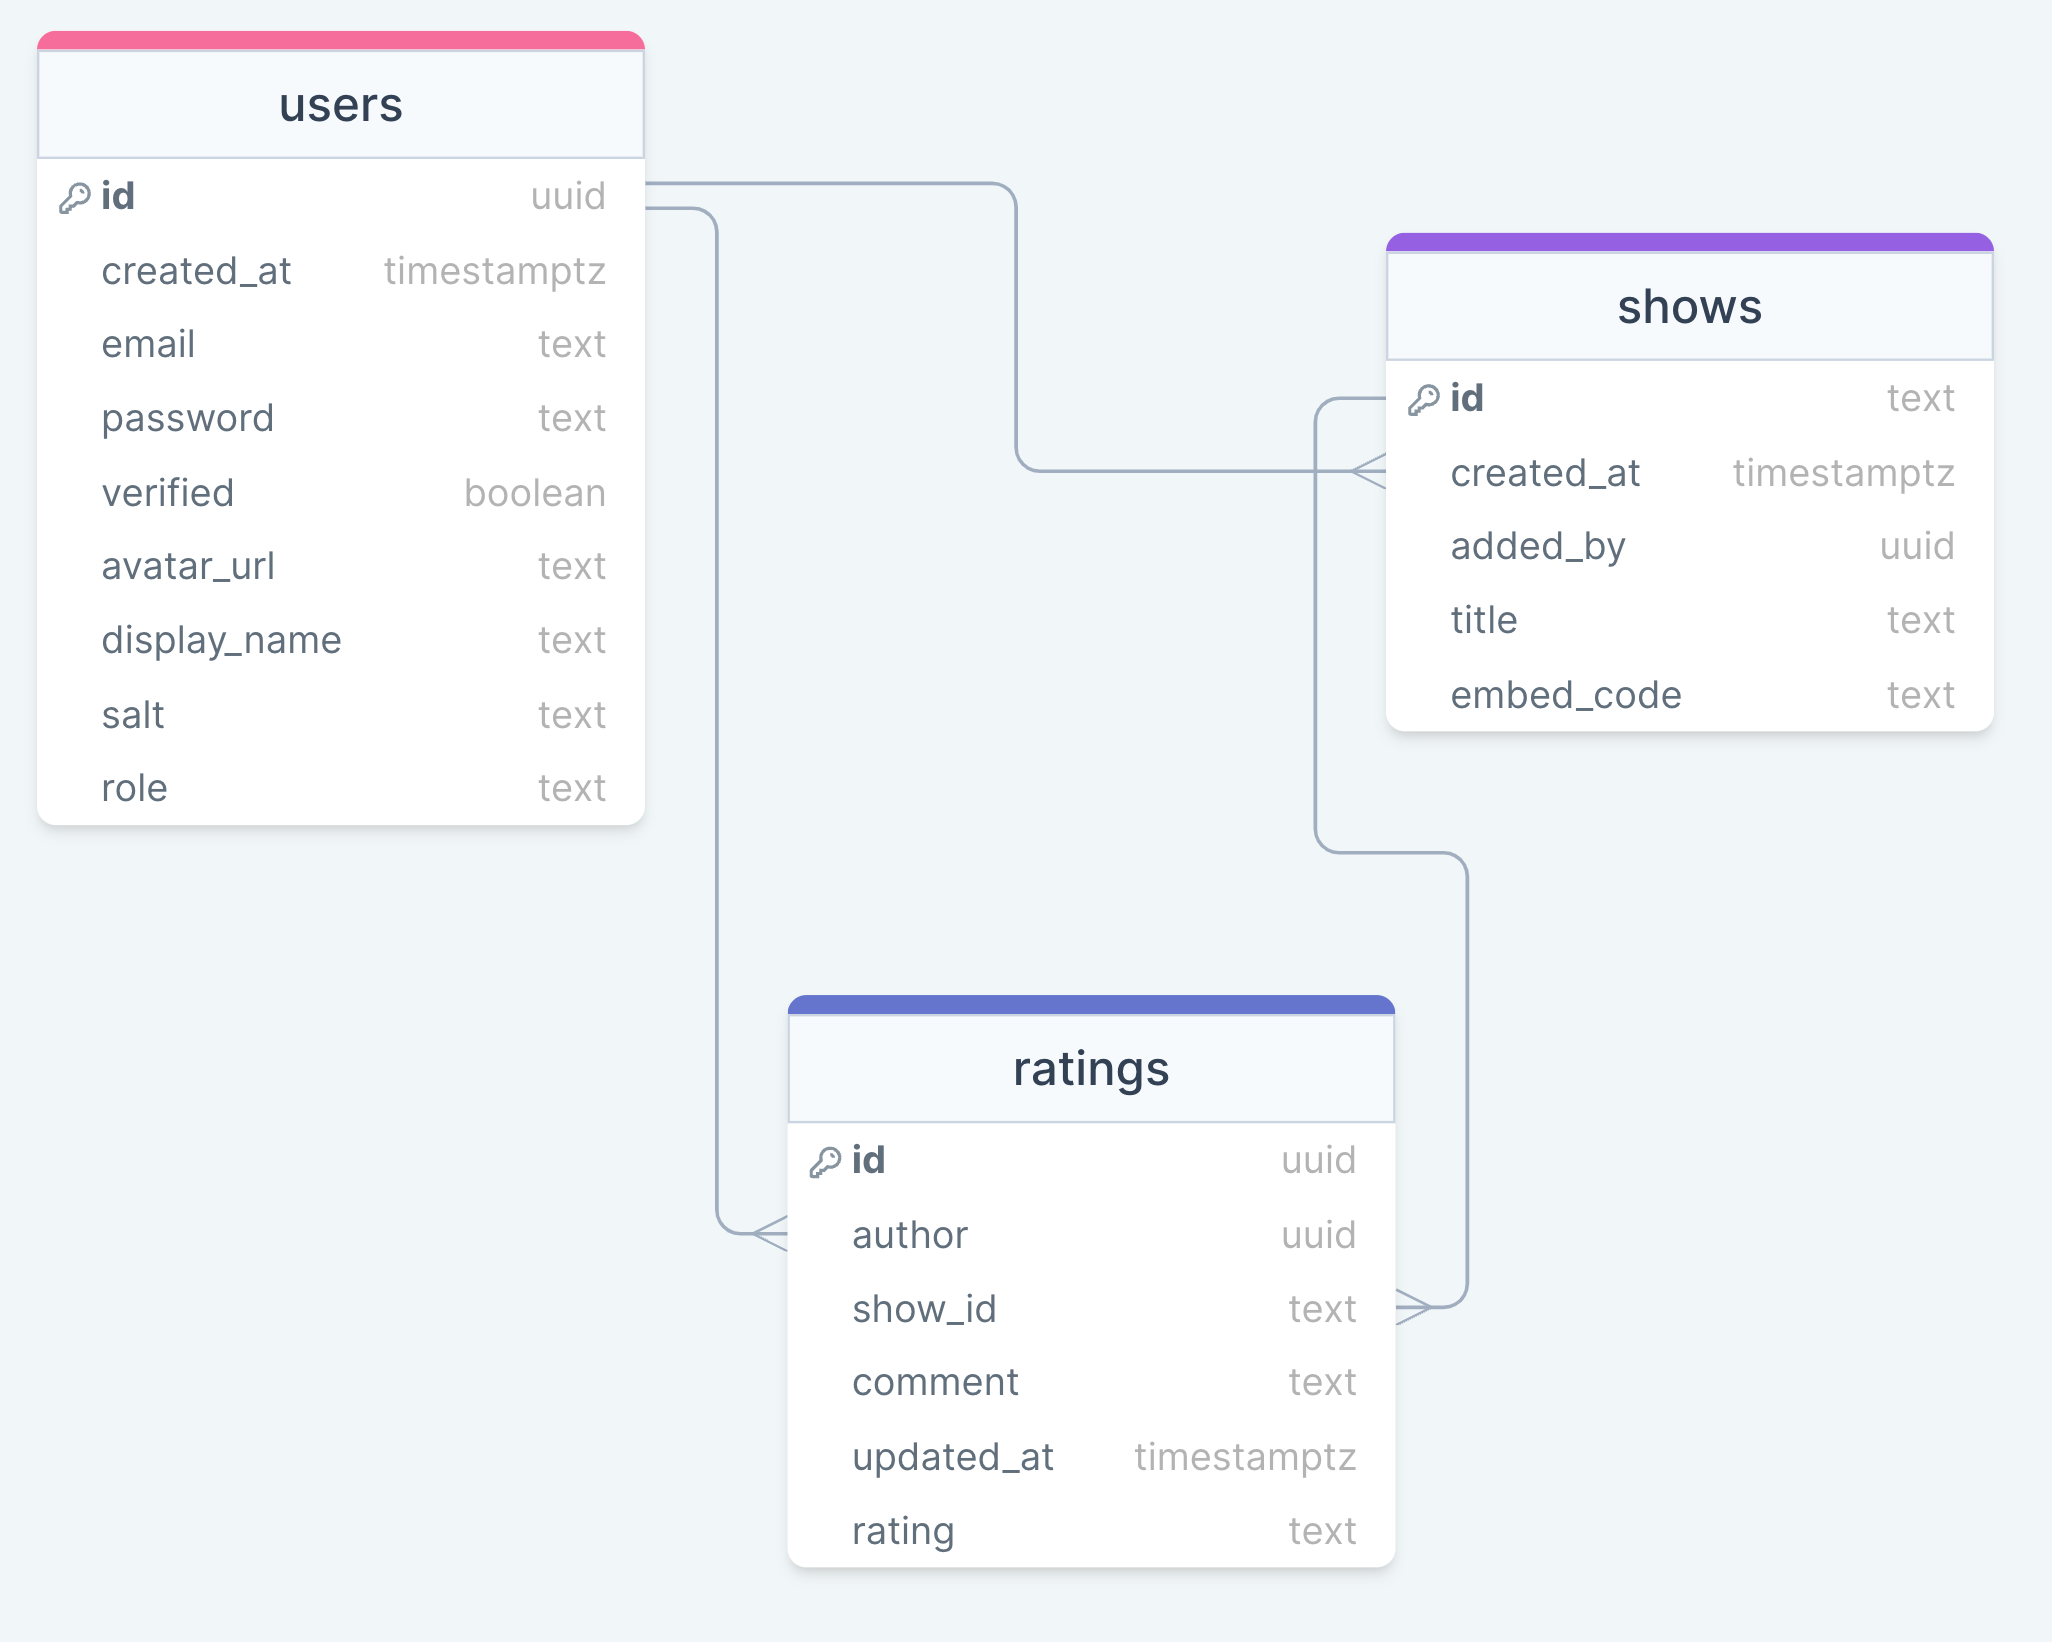 users
id uuid
created_at timestamptz
email text
password text
verified boolean
avatar_url text
display_name text
salt text
role text
shows
id text
created_at timestamptz
added_by uuid
title text
embed_code text
ratings
id uuid
author uuid
show_id text
comment text
updated_at timestamptz
rating text